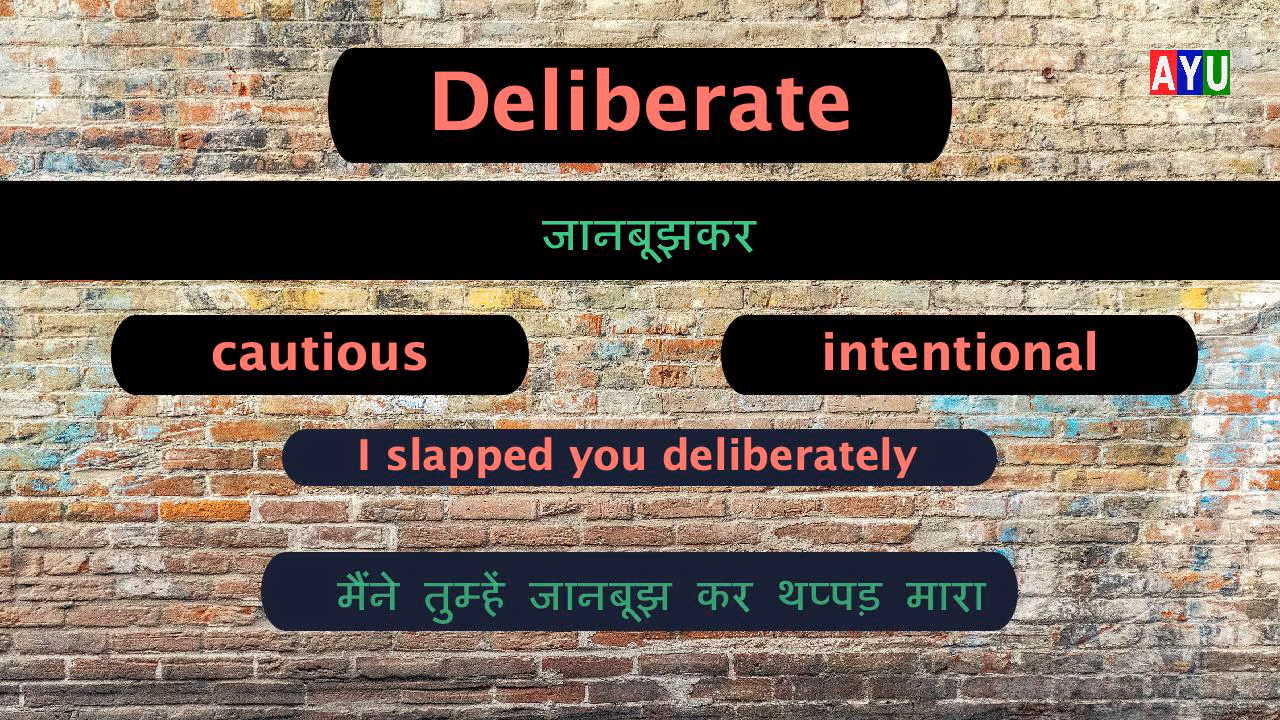 Deliberate
AYU
जानबूझकर
cautious
intentional
I slapped you deliberately
मैंने तुम्हें जानबूझ कर थप्पड़ मारा